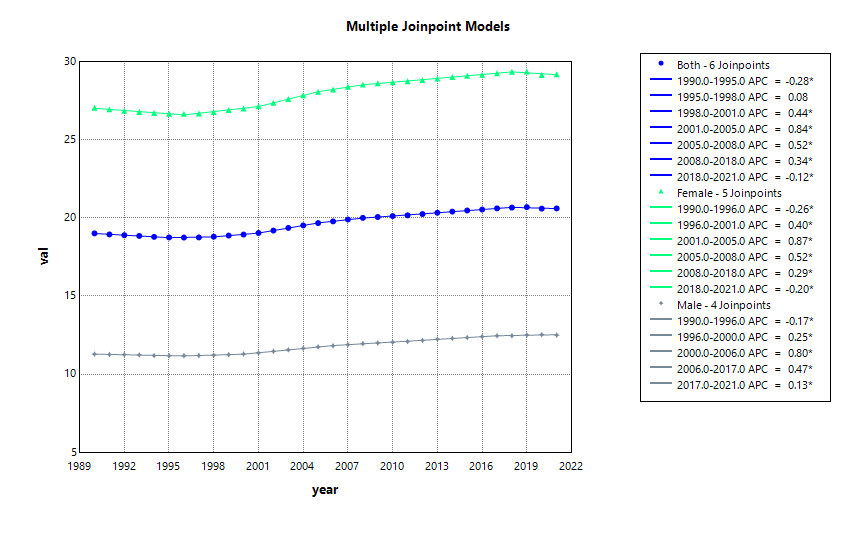 Multiple Joinpoint Models
30
25
20
15
10
5
val
1989 1992 1995 1998 2001 2004 2007 2010 2013 2016 2019 2022
year
Both - 6 Joinpoints
1990.0-1995.0 APC = -0.28*
1995.0-1998.0 APC = 0.08
1998.0-2001.0 APC = 0.44*
2001.0-2005.0 APC = 0.84*
2005.0-2008.0 APC = 0.52*
2008.0-2018.0 APC = 0.34*
2018.0-2021.0 APC = -0.12*
Female - 5 Joinpoints
1990.0-1996.0 APC = -0.26*
1996.0-2001.0 APC = 0.40*
2001.0-2005.0 APC = 0.87*
2005.0-2008.0 APC = 0.52*
2008.0-2018.0 APC = 0.29*
2018.0-2021.0 APC = -0.20*
Male - 4 Joinpoints
1990.0-1996.0 APC = -0.17*
1996.0-2000.0 APC = 0.25*
2000.0-2006.0 APC = 0.80*
2006.0-2017.0 APC = 0.47*
2017.0-2021.0 APC = 0.13*